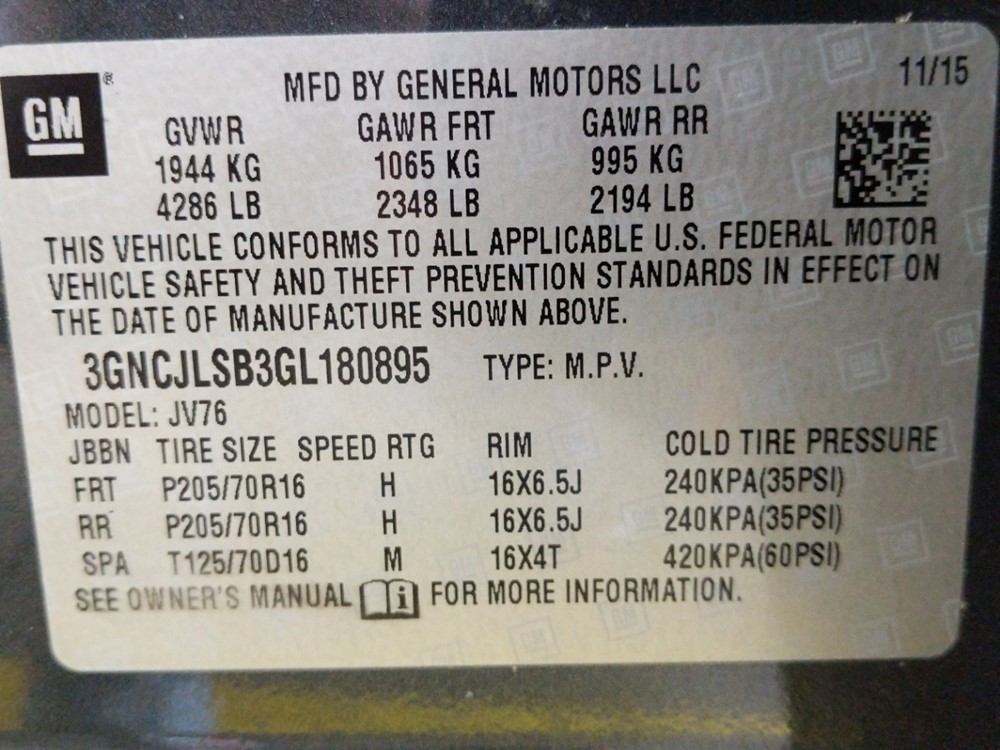 GM® MFD BY GENERAL MOTORS LLC 11/15
GVWR GAWR FRT GAWR RR
1944 KG 1065 KG 995 KG
4286 LB 2348 LB 2194 LB
THIS VEHICLE CONFORMS TO ALL APPLICABLE U.S. FEDERAL MOTOR
VEHICLE SAFETY AND THEFT PREVENTION STANDARDS IN EFFECT ON
THE DATE OF MANUFACTURE SHOWN ABOVE.
3GNCJLSB3GL180895 TYPE: M.P.V.
MODEL: JV76
JBBN TIRE SIZE SPEED RTG RIM COLD TIRE PRESSURE
FRT P205/70R16 H 16X6.5J 240KPA(35PSI)
RR P205/70R16 H 16X6.5J 240KPA(35PSI)
SPA T125/70D16 M 16X4T 420KPA(60PSI)
SEE OWNER'S MANUAL i FOR MORE INFORMATION.